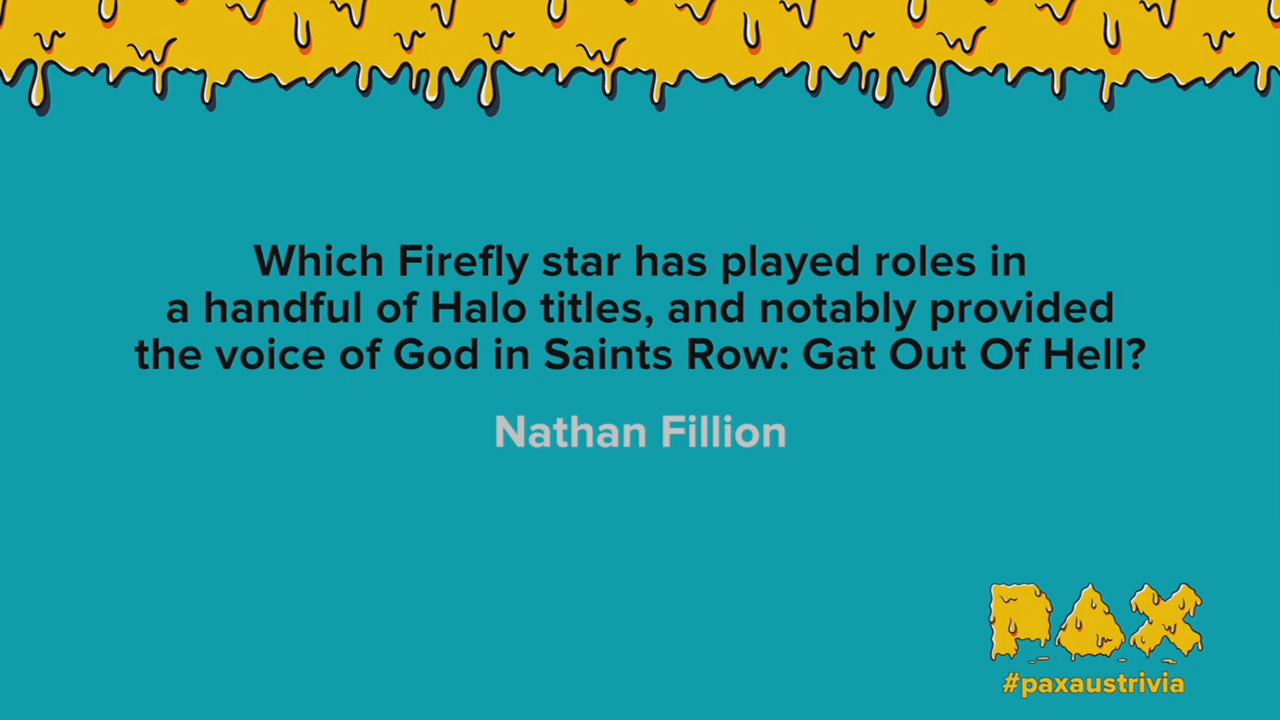 Which Firefly star has played roles in
a handful of Halo titles, and notably provided
the voice of God in Saints Row: Gat Out Of Hell?
Nathan Fillion
PAX
#paxaustrivia